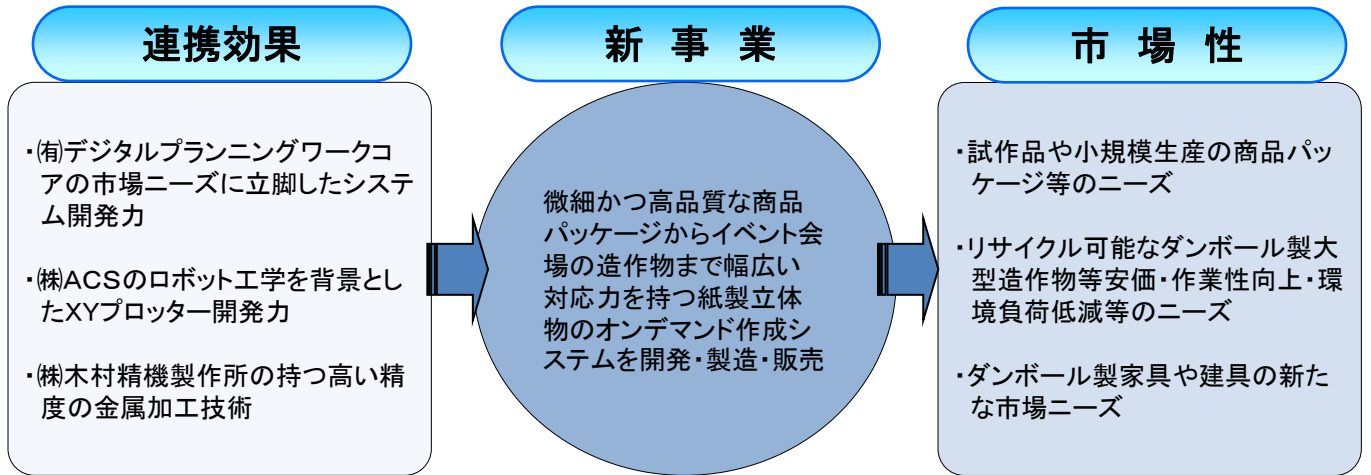 連携効果
・㈲デジタルプランニングワークコ
アの市場ニーズに立脚したシステ
ム開発力
・㈱ACSのロボット工学を背景とし
たXYプロッター開発力
・㈱木村精機製作所の持つ高い精
度の金属加工技術
新 事 業
微細かつ高品質な商品
パッケージからイベント会
場の造作物まで幅広い
対応力を持つ紙製立体
物のオンデマンド作成シ
ステムを開発・製造・販売
市 場 性
・試作品や小規模生産の商品パッ
ケージ等のニーズ
・リサイクル可能なダンボール製大
型造作物等安価・作業性向上・環
境負荷低減等のニーズ
・ダンボール製家具や建具の新た
な市場ニーズ